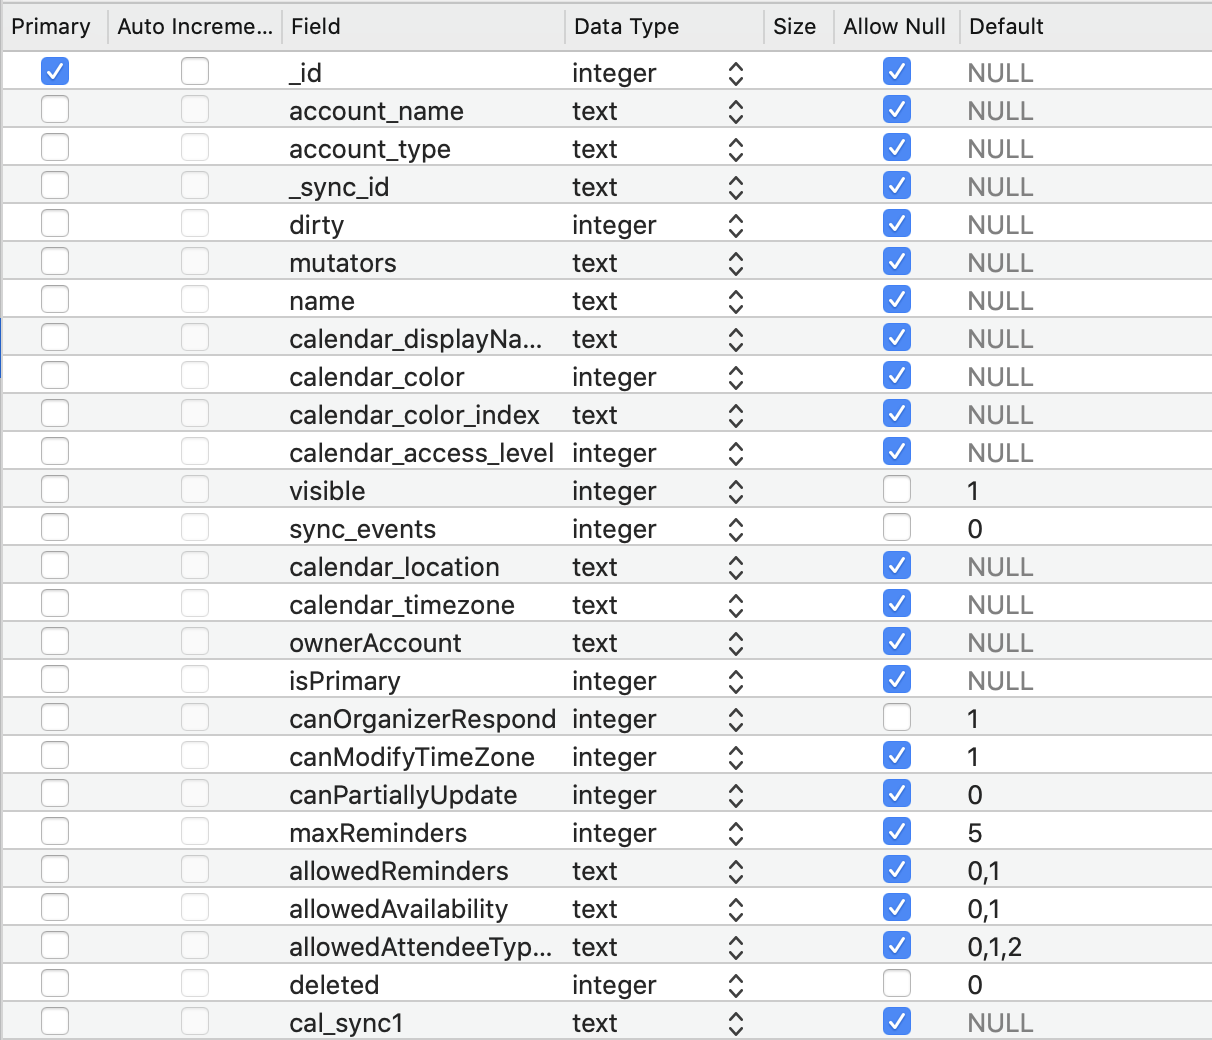 Primary Auto Increme... Field Data Type Size Allow Null Default
_id integer NULL
account_name text NULL
account_type text NULL
_sync_id text NULL
dirty integer NULL
mutators text NULL
name text NULL
calendar_displayNa... text NULL
calendar_color integer NULL
calendar_color_index text NULL
calendar_access_level integer NULL
visible integer 1
sync_events integer 0
calendar_location text NULL
calendar_timezone text NULL
ownerAccount text NULL
isPrimary integer NULL
canOrganizerRespond integer 1
canModifyTimeZone integer 1
canPartiallyUpdate integer 0
maxReminders integer 5
allowedReminders text 0,1
allowedAvailability text 0,1
allowedAttendeeTyp... text 0,1,2
deleted integer 0
cal_sync1 text NULL